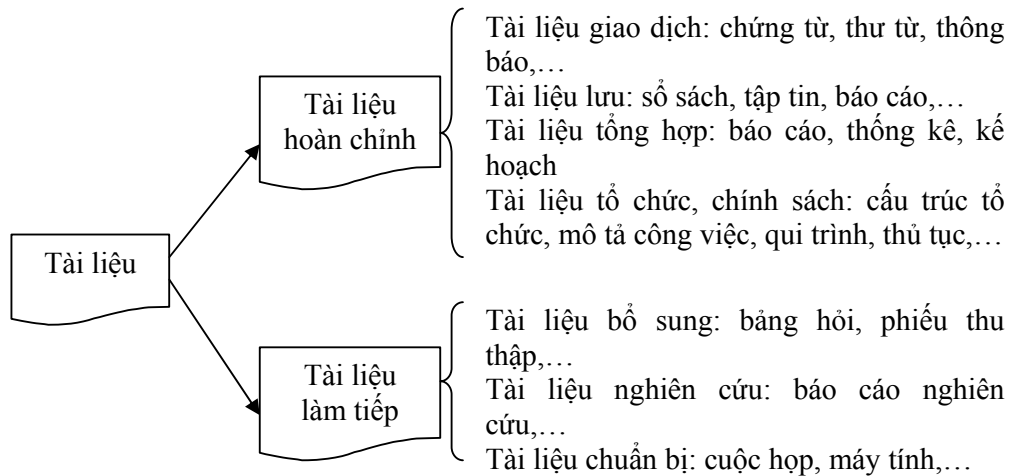 Tài liệu giao dịch: chứng từ, thư từ, thông
báo,…
Tài liệu lưu: sổ sách, tập tin, báo cáo,…
Tài liệu tổng hợp: báo cáo, thống kê, kế
hoạch
Tài liệu tổ chức, chính sách: cấu trúc tổ
chức, mô tả công việc, qui trình, thủ tục,…
Tài liệu
hoàn chỉnh
Tài liệu
Tài liệu
làm tiếp
Tài liệu bổ sung: bảng hỏi, phiếu thu
thập,…
Tài liệu nghiên cứu: báo cáo nghiên
cứu,…
Tài liệu chuẩn bị: cuộc họp, máy tính,…